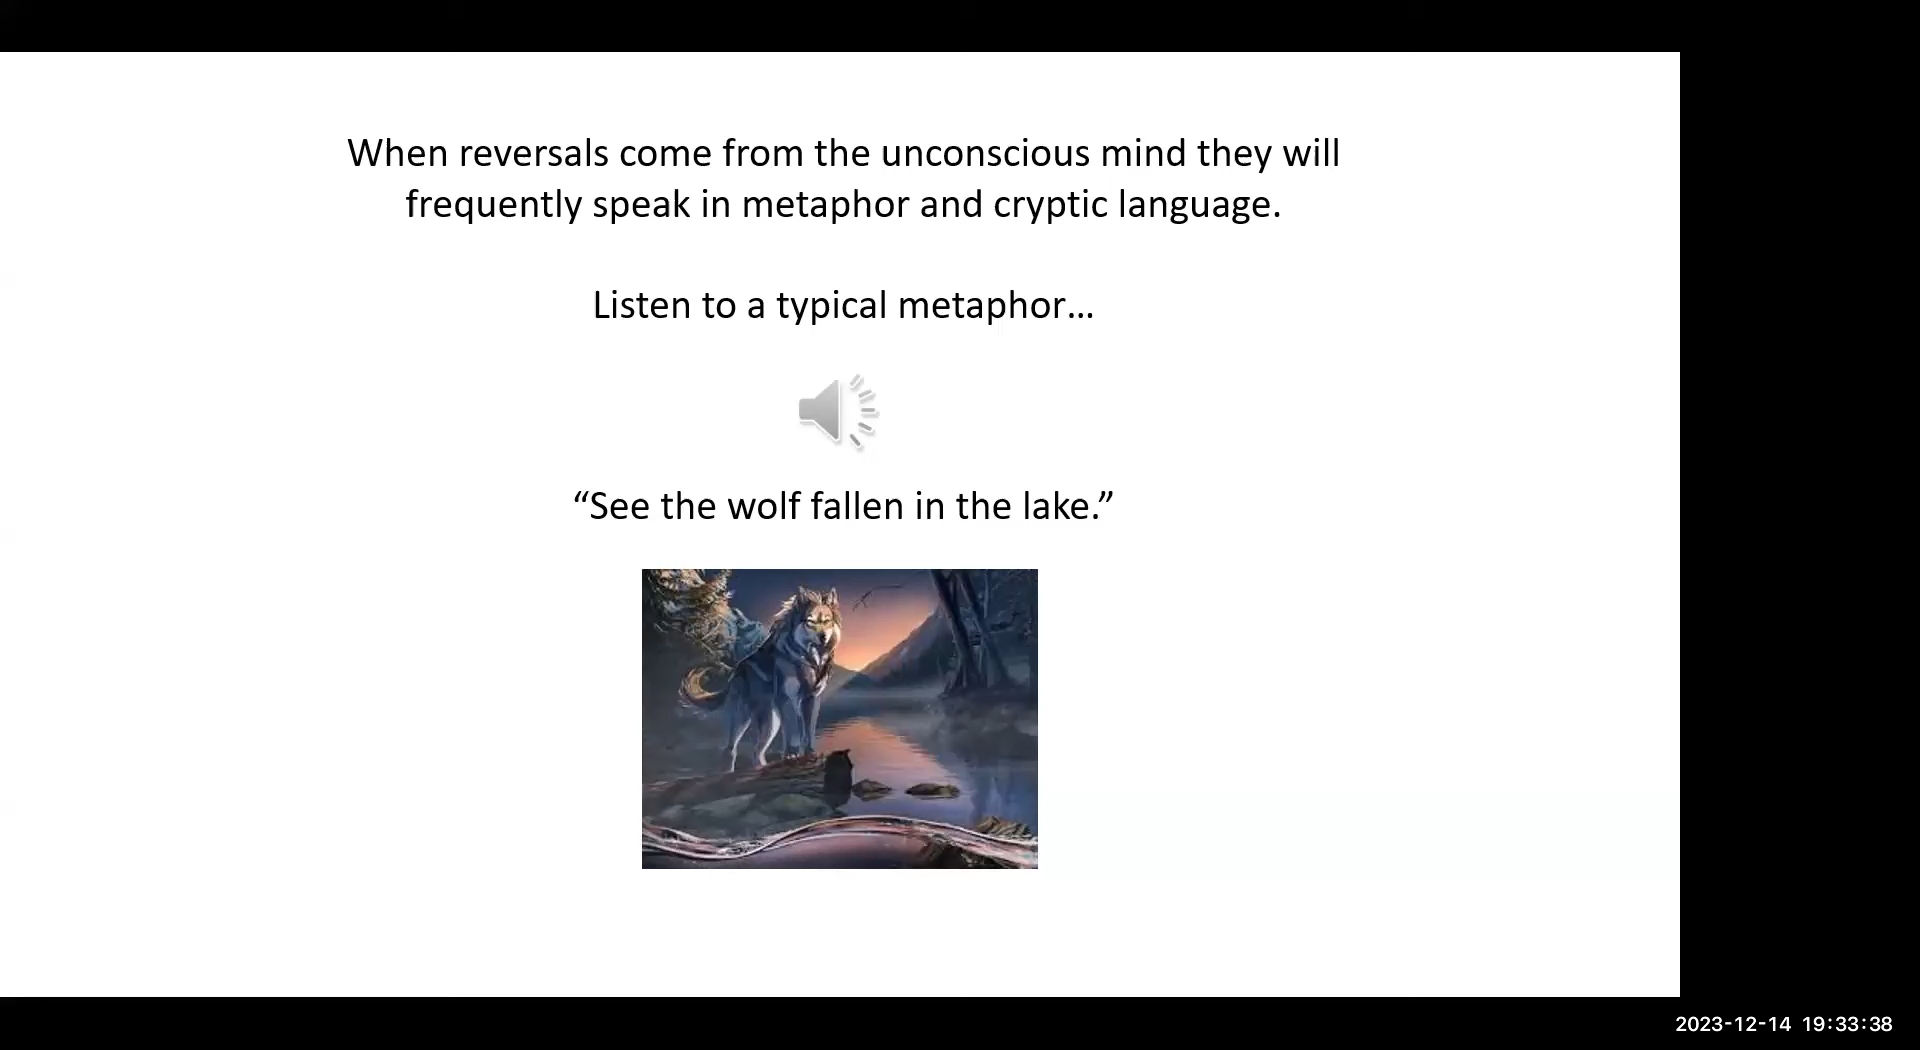 When reversals come from the unconscious mind they will
frequently speak in metaphor and cryptic language.
Listen to a typical metaphor…
“See the wolf fallen in the lake.”
2023-12-14 19:33:38